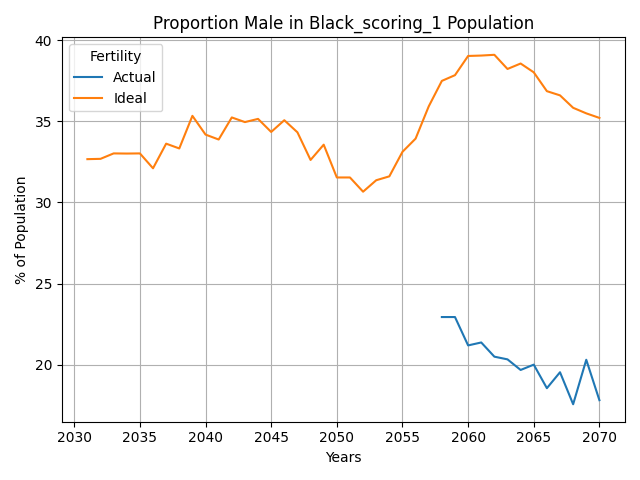 Proportion Male in Black_scoring_1 Population
Fertility
Actual
Ideal
% of Population
40
35
30
25
20
2030 2035 2040 2045 2050 2055 2060 2065 2070
Years